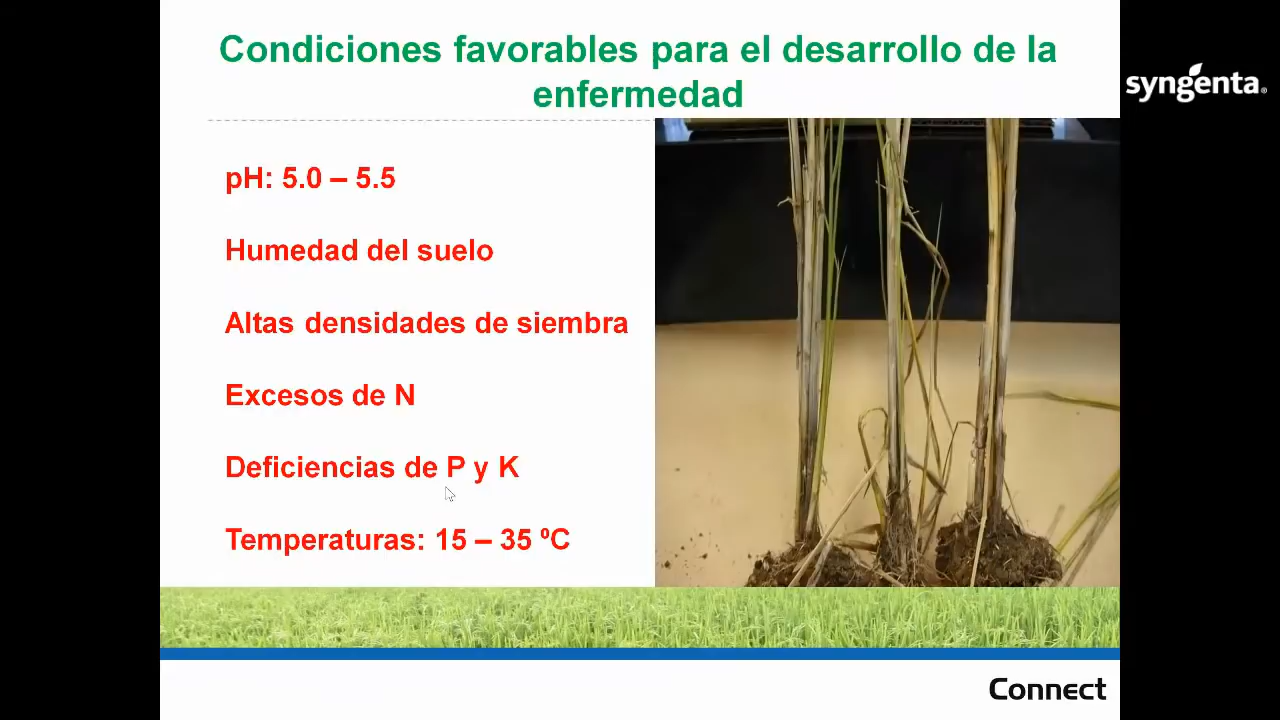 Condiciones favorables para el desarrollo de la
enfermedad
syngenta®
pH: 5.0 – 5.5
Humedad del suelo
Altas densidades de siembra
Excesos de N
Deficiencias de P y K
Temperaturas: 15 – 35 ºC
Connect